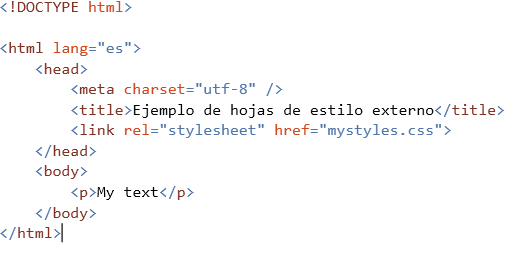 <!DOCTYPE html>
<html lang="es">
<head>
<meta charset="utf-8" />
<title>Ejemplo de hojas de estilo externo</title>
<link rel="stylesheet" href="mystyles.css">
</head>
<body>
<p>My text</p>
</body>
</html>